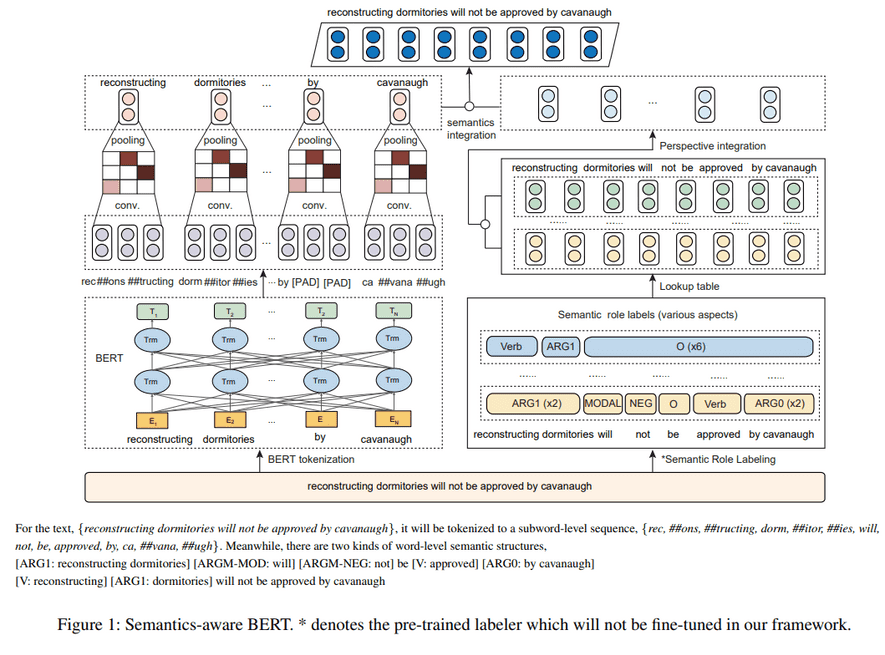 reconstructing dormitories will not be approved by cavanaugh
reconstructing dormitories ... by cavanaugh
...
...
pooling pooling pooling pooling
semantics
integration
Perspective integration
reconstructing dormitories will not be approved by cavanaugh
...
conv. conv. conv. conv.
...... ...... ......
...
rec##ons ##tructing dorm ##itor ##ies ... by [PAD] [PAD] ca ##vana ##ugh
Lookup table
BERT
T1 T2 ... T2 TN
Trm Trm ... Trm Trm
Trm Trm ... Trm Trm
E1 E2 ... E EN
reconstructing dormitories ... by cavanaugh
Semantic role labels (various aspects)
Verb ARG1 O (x6)
...... ...... ...... ...... ......
ARG1 (x2) MODAL NEG O Verb ARG0 (x2)
reconstructing dormitories will not be approved by cavanaugh
BERT tokenization
*Semantic Role Labeling
reconstructing dormitories will not be approved by cavanaugh
For the text, {reconstructing dormitories will not be approved by cavanaugh}, it will be tokenized to a subword-level sequence, {rec, ##ons, ##tructing, dorm, ##itor, ##ies, will,
not, be, approved, by, ca, ##vana, ##ugh}. Meanwhile, there are two kinds of word-level semantic structures,
[ARG1: reconstructing dormitories] [ARGM-MOD: will] [ARGM-NEG: not] be [V: approved] [ARG0: by cavanaugh]
[V: reconstructing] [ARG1: dormitories] will not be approved by cavanaugh
Figure 1: Semantics-aware BERT. * denotes the pre-trained labeler which will not be fine-tuned in our framework.